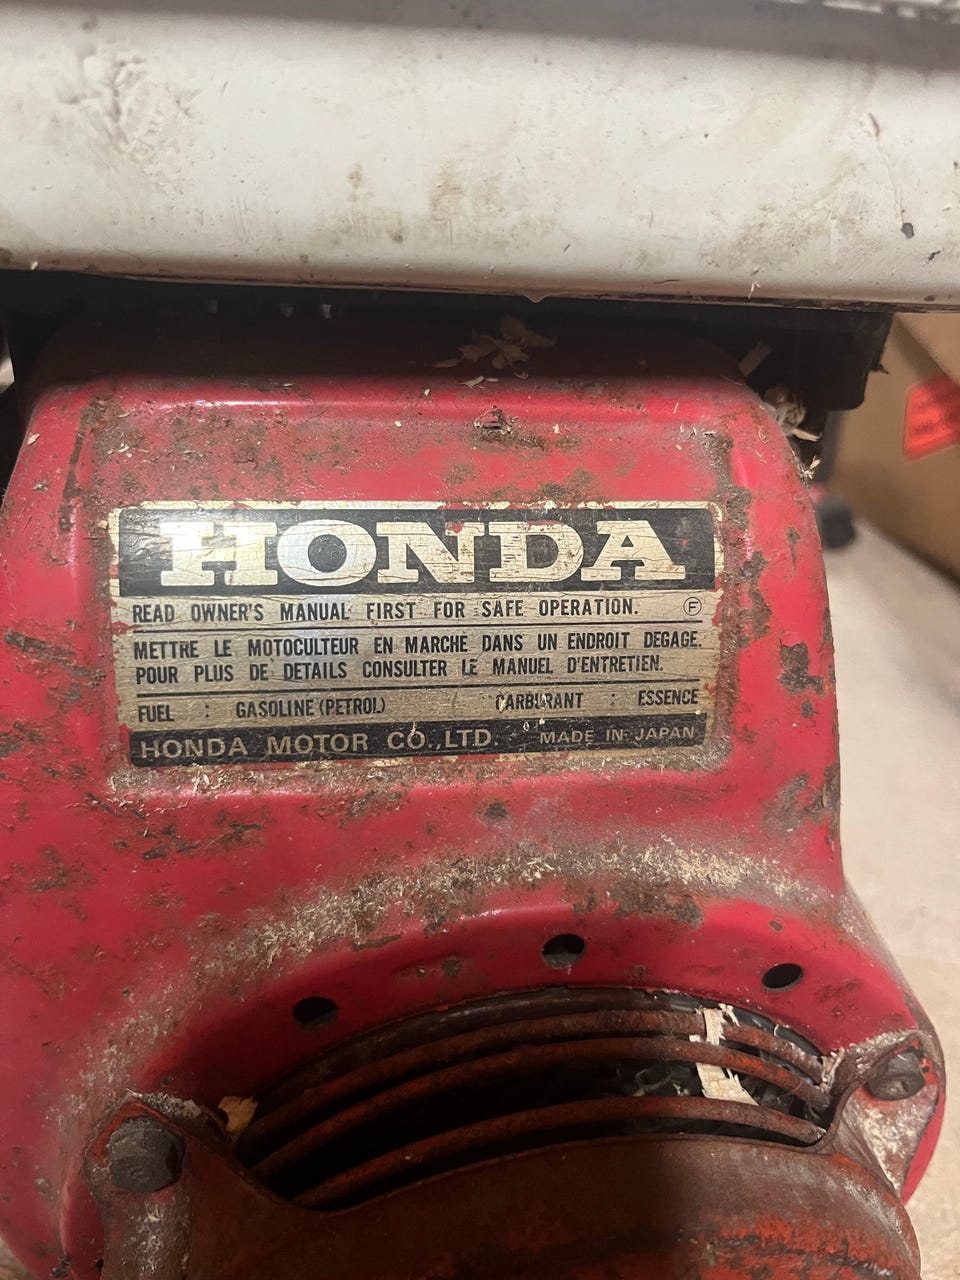 HONDA
READ OWNER'S MANUAL FIRST FOR SAFE OPERATION. Ⓕ
METTRE LE MOTOCULTEUR EN MARCHE DANS UN ENDROIT DEGAGE.
POUR PLUS DE DETAILS CONSULTER LE MANUEL D'ENTRETIEN.
FUEL : GASOLINE (PETROL) CARBURANT : ESSENCE
HONDA MOTOR CO.,LTD. MADE IN JAPAN